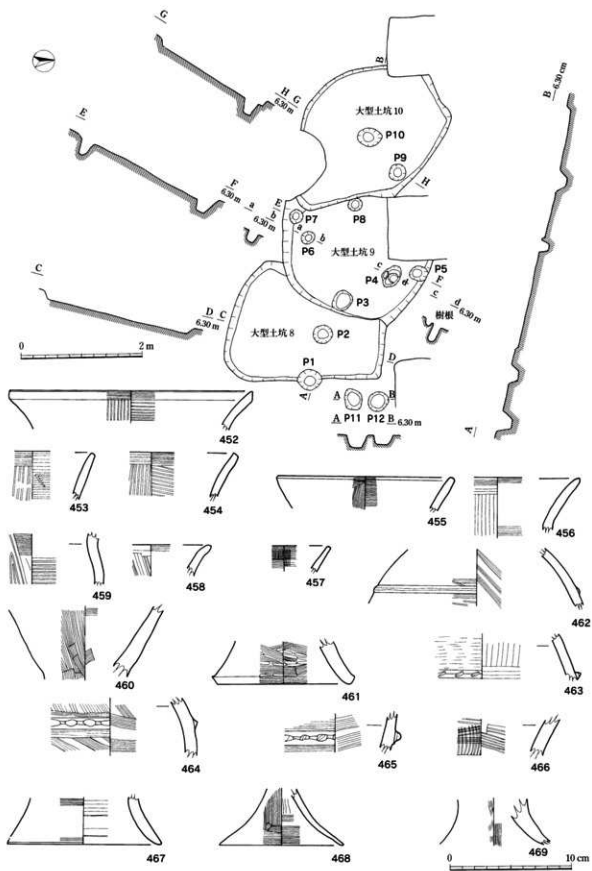 B
B 6.30 cm
H G
6.30 m
G
大型土坑10
P10
P9
H
E
F
6.30 m
a b
6.30 m
E
P7
a
P8
P6
b
大型土坑9
c
P4
d
P5
F
c
d
6.30 m
樹根
P3
C
D C
6.30 m
大型土坑8
P2
D
P1
A
0 2 m
A B
P11 P12
A B 6.30 m
A
452
453
454
455
456
459
458
457
462
460
461
463
464
465
466
467
468
469
0 10 cm